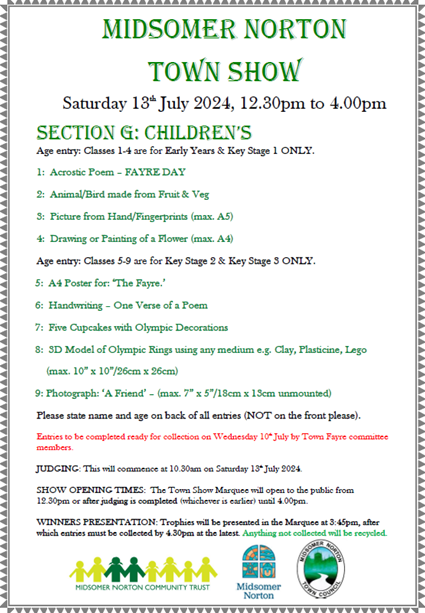 MIDSOMER NORTON
TOWN SHOW
Saturday 13th July 2024, 12.30pm to 4.00pm
SECTION G: CHILDREN'S
Age entry: Classes 1-4 are for Early Years & Key Stage 1 ONLY.
1: Acrostic Poem – FAYRE DAY
2: Animal/Bird made from Fruit & Veg
3: Picture from Hand/Fingerprints (max. A5)
4: Drawing or Painting of a Flower (max. A4)
Age entry: Classes 5-9 are for Key Stage 2 & Key Stage 3 ONLY.
5: A4 Poster for: 'The Fayre.'
6: Handwriting – One Verse of a Poem
7: Five Cupcakes with Olympic Decorations
8: 3D Model of Olympic Rings using any medium e.g. Clay, Plasticine, Lego
(max. 10" x 10"/26cm x 26cm)
9: Photograph: 'A Friend' – (max. 7" x 5"/18cm x 13cm unmounted)
Please state name and age on back of all entries (NOT on the front please).
Entries to be completed ready for collection on Wednesday 10th July by Town Fayre committee
members.
JUDGING: This will commence at 10.30am on Saturday 13th July 2024.
SHOW OPENING TIMES: The Town Show Marquee will open to the public from
12.30pm or after judging is completed (whichever is earlier) until 4.00pm.
WINNERS PRESENTATION: Trophies will be presented in the Marquee at 3:45pm, after
which entries must be collected by 4.30pm at the latest. Anything not collected will be recycled.
MIDSOMER NORTON COMMUNITY TRUST
Midsomer
Norton
MIDSOMER NORTON
TOWN COUNCIL